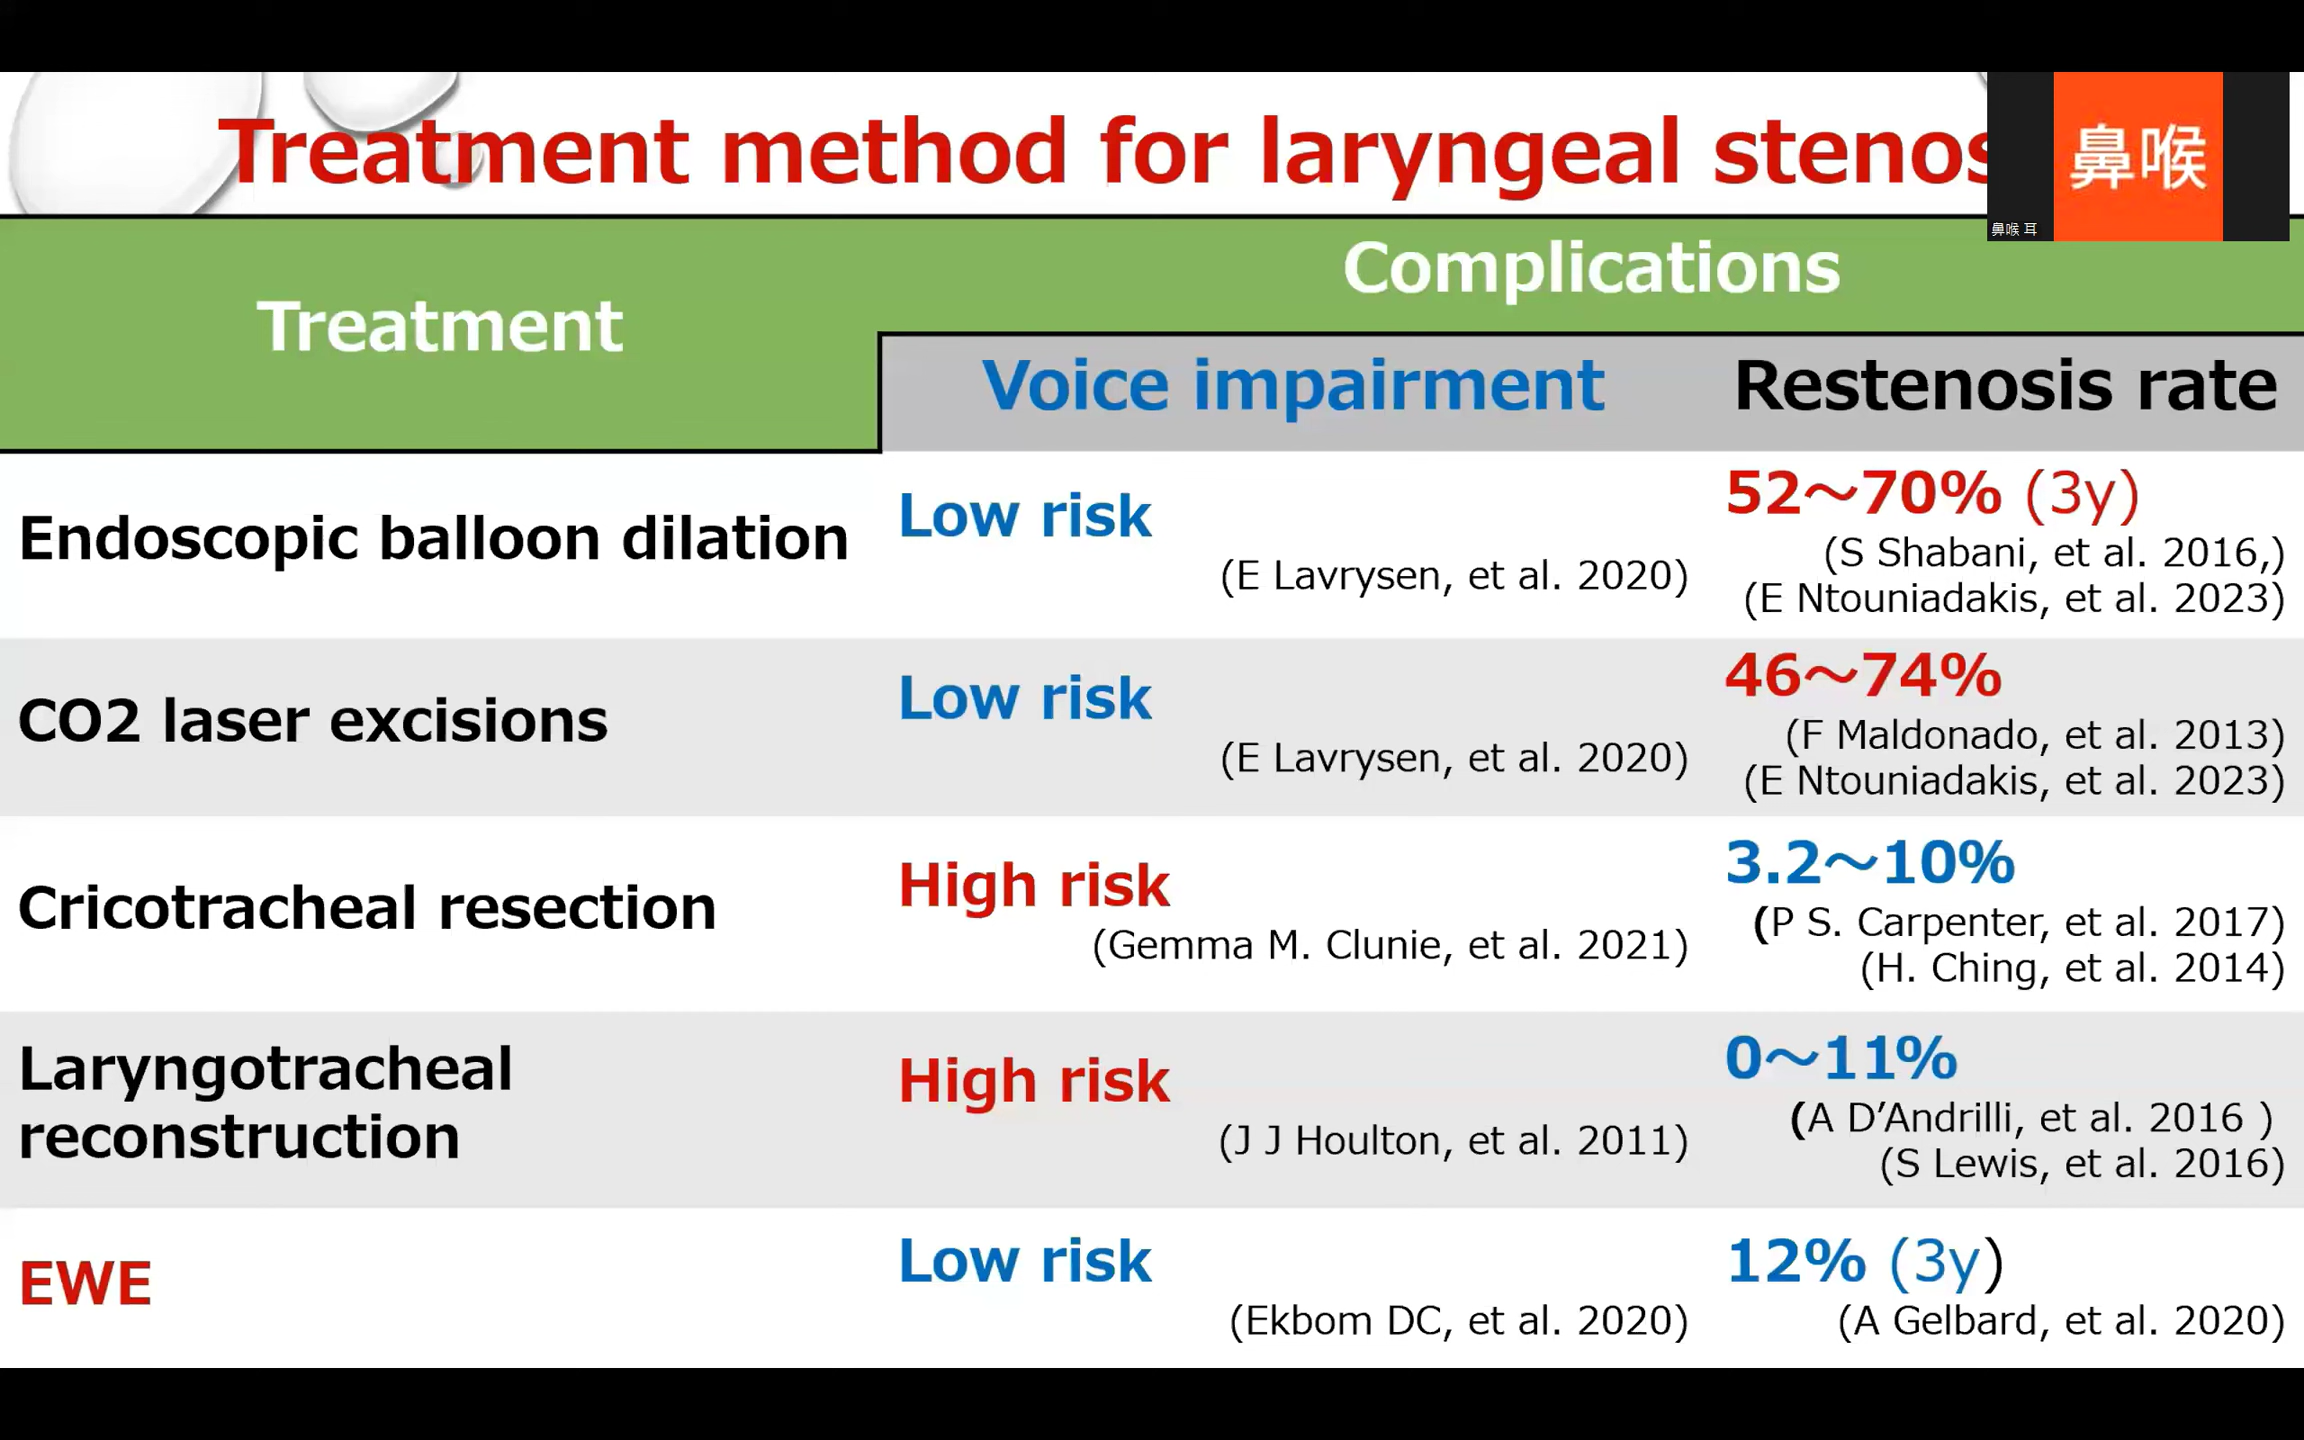 Treatment method for laryngeal stenos
鼻喉
鼻喉 耳
Treatment
Complications
Voice impairment
Restenosis rate
Endoscopic balloon dilation
Low risk
(E Lavrysen, et al. 2020)
52～70% (3y)
(S Shabani, et al. 2016,)
(E Ntouniadakis, et al. 2023)
CO2 laser excisions
Low risk
(E Lavrysen, et al. 2020)
46～74%
(F Maldonado, et al. 2013)
(E Ntouniadakis, et al. 2023)
Cricotracheal resection
High risk
(Gemma M. Clunie, et al. 2021)
3.2～10%
(P S. Carpenter, et al. 2017)
(H. Ching, et al. 2014)
Laryngotracheal
reconstruction
High risk
(J J Houlton, et al. 2011)
0～11%
(A D’Andrilli, et al. 2016 )
(S Lewis, et al. 2016)
EWE
Low risk
(Ekbom DC, et al. 2020)
12% (3y)
(A Gelbard, et al. 2020)